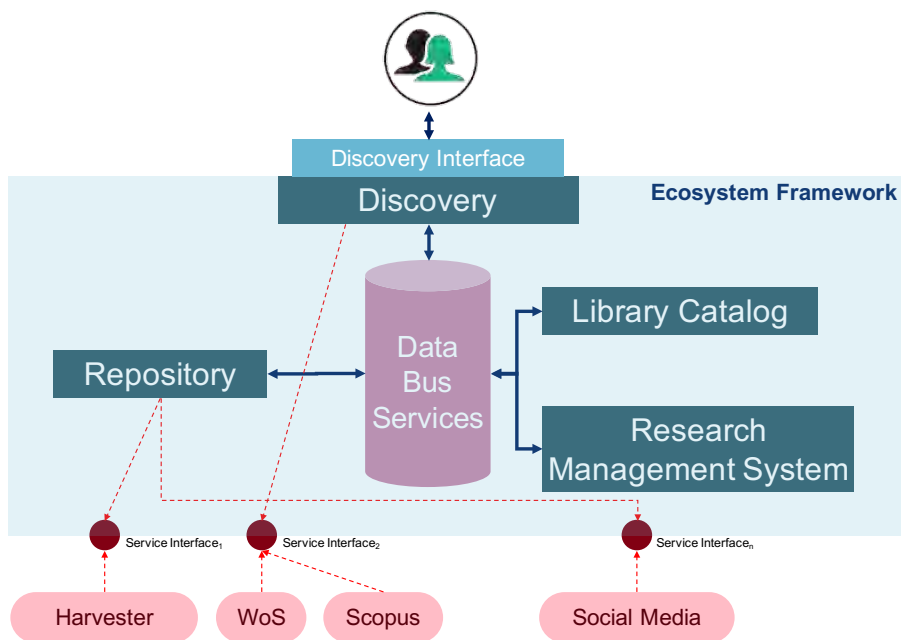 Discovery Interface
Discovery
Ecosystem Framework
Library Catalog
Data
Bus
Services
Repository
Research
Management System
Service Interface₁
Service Interface₂
Service Interfaceₙ
Harvester
WoS
Scopus
Social Media